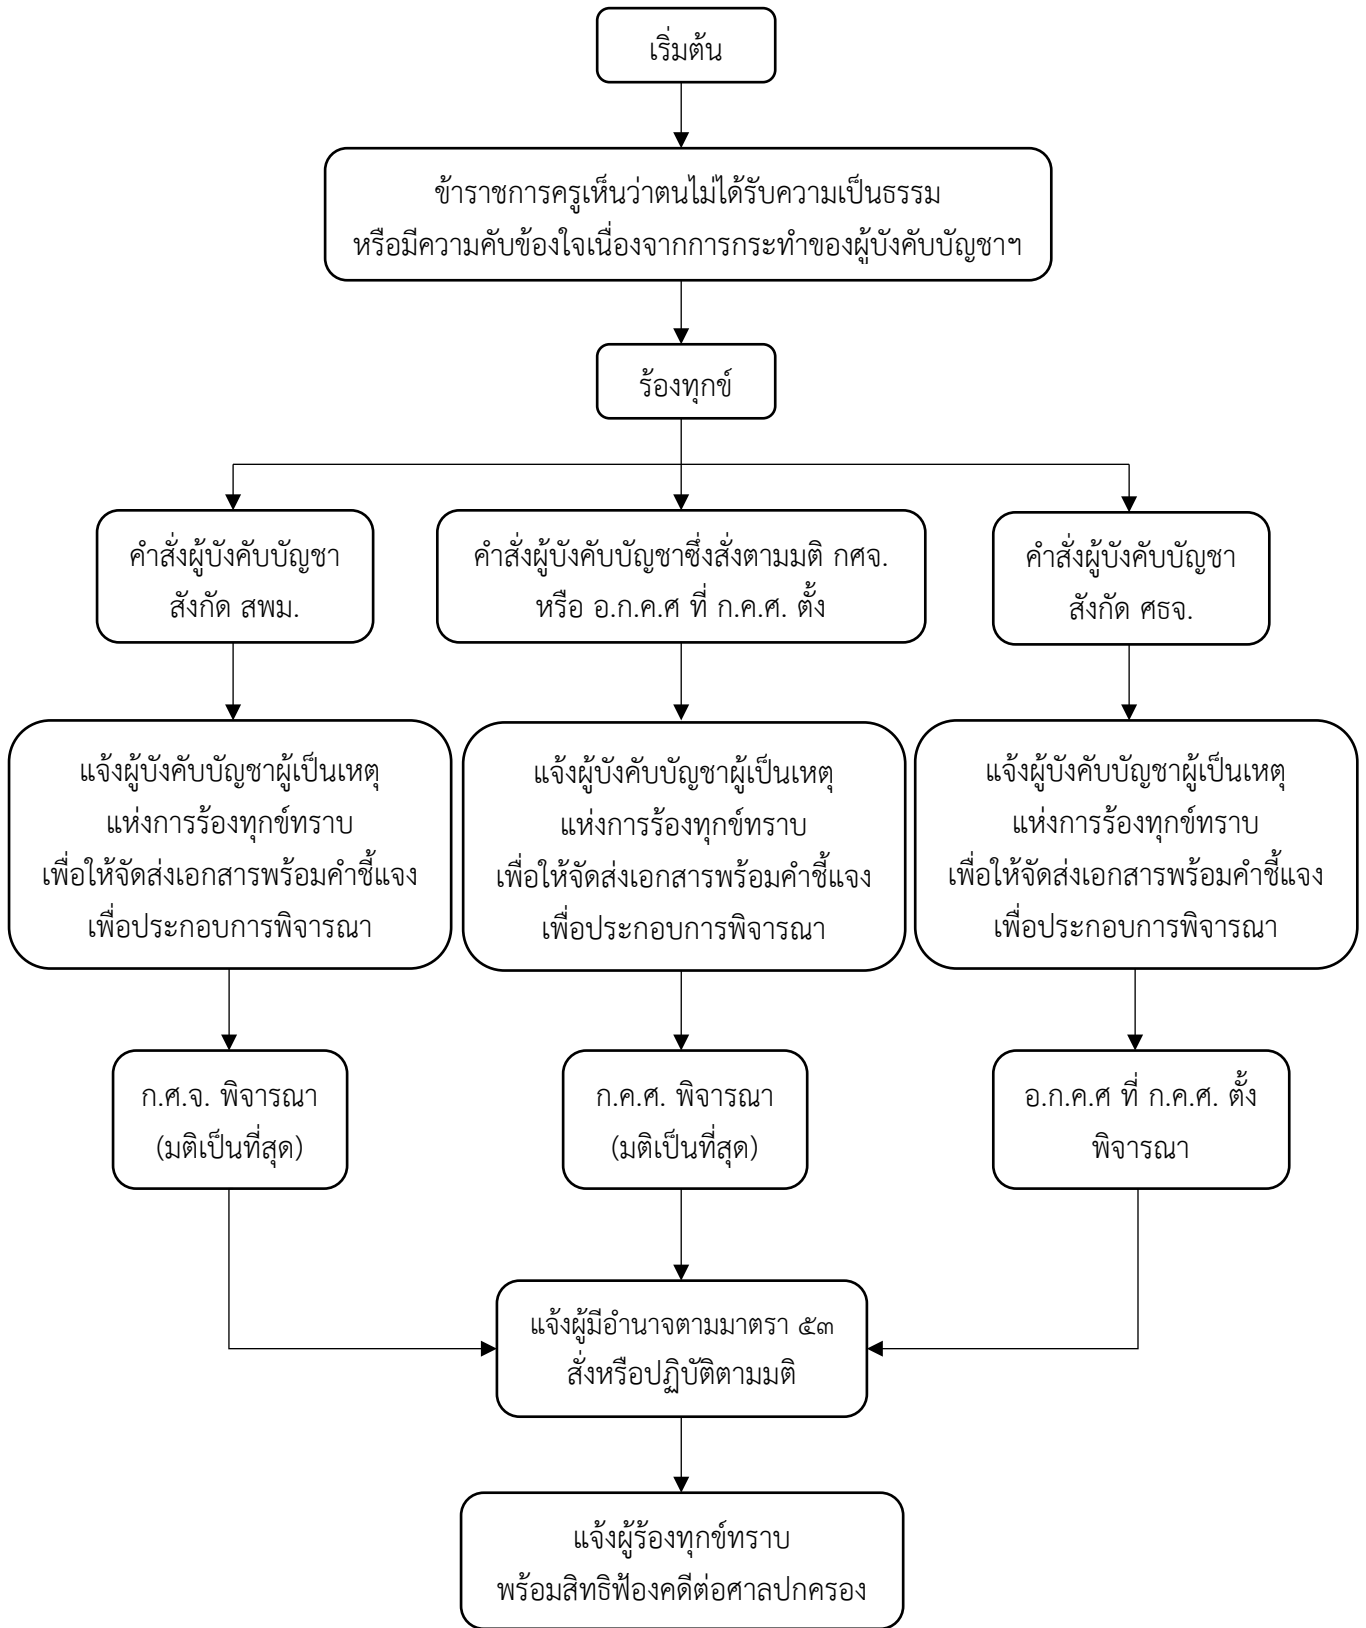 เริ่มต้น
ข้าราชการครูเห็นว่าตนไม่ได้รับความเป็นธรรม
หรือมีความคับข้องใจเนื่องจากการกระทำของผู้บังคับบัญชาฯ
ร้องทุกข์
คำสั่งผู้บังคับบัญชา
สังกัด สพม.
คำสั่งผู้บังคับบัญชาซึ่งสั่งตามมติ กศจ.
หรือ อ.ก.ค.ศ ที่ ก.ค.ศ. ตั้ง
คำสั่งผู้บังคับบัญชา
สังกัด ศธจ.
แจ้งผู้บังคับบัญชาผู้เป็นเหตุ
แห่งการร้องทุกข์ทราบ
เพื่อให้จัดส่งเอกสารพร้อมคำชี้แจง
เพื่อประกอบการพิจารณา
แจ้งผู้บังคับบัญชาผู้เป็นเหตุ
แห่งการร้องทุกข์ทราบ
เพื่อให้จัดส่งเอกสารพร้อมคำชี้แจง
เพื่อประกอบการพิจารณา
แจ้งผู้บังคับบัญชาผู้เป็นเหตุ
แห่งการร้องทุกข์ทราบ
เพื่อให้จัดส่งเอกสารพร้อมคำชี้แจง
เพื่อประกอบการพิจารณา
ก.ศ.จ. พิจารณา
(มติเป็นที่สุด)
ก.ค.ศ. พิจารณา
(มติเป็นที่สุด)
อ.ก.ค.ศ ที่ ก.ค.ศ. ตั้ง
พิจารณา
แจ้งผู้มีอำนาจตามมาตรา ๕๓
สั่งหรือปฏิบัติตามมติ
แจ้งผู้ร้องทุกข์ทราบ
พร้อมสิทธิฟ้องคดีต่อศาลปกครอง